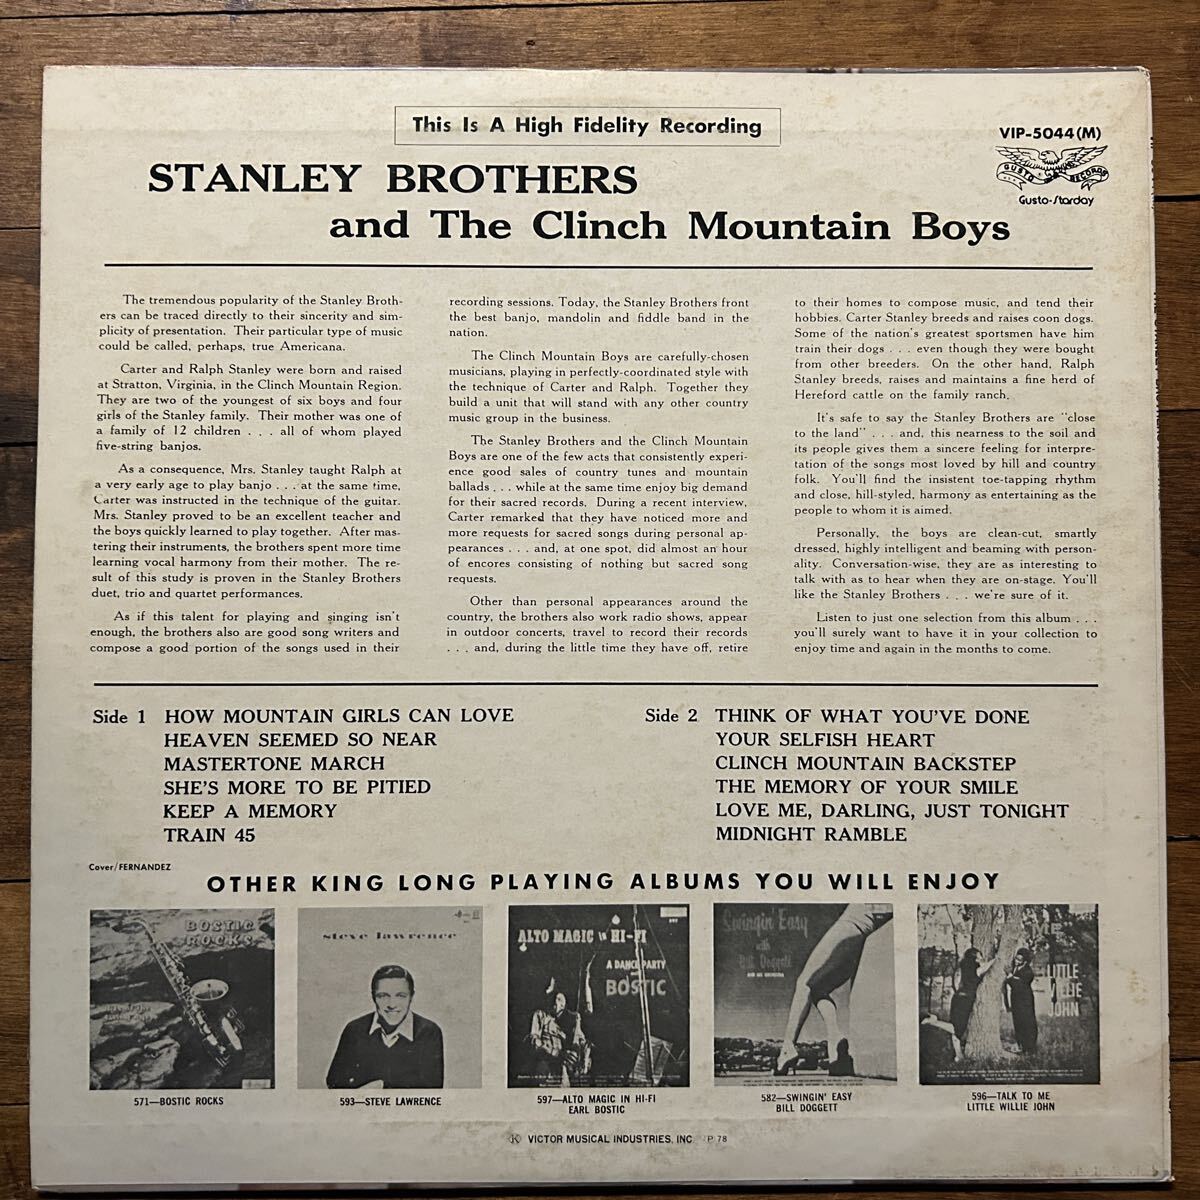 This Is A High Fidelity Recording
VIP-5044(M)
GUSTO RECORDS
Gusto-Starday
STANLEY BROTHERS
and The Clinch Mountain Boys
The tremendous popularity of the Stanley Broth-
ers can be traced directly to their sincerity and sim-
plicity of presentation. Their particular type of music
could be called, perhaps, true Americana.
Carter and Ralph Stanley were born and raised
at Stratton, Virginia, in the Clinch Mountain Region.
They are two of the youngest of six boys and four
girls of the Stanley family. Their mother was one of
a family of 12 children . . . all of whom played
five-string banjos.
As a consequence, Mrs. Stanley taught Ralph at
a very early age to play banjo . . . at the same time,
Carter was instructed in the technique of the guitar.
Mrs. Stanley proved to be an excellent teacher and
the boys quickly learned to play together. After mas-
tering their instruments, the brothers spent more time
learning vocal harmony from their mother. The re-
sult of this study is proven in the Stanley Brothers
duet, trio and quartet performances.
As if this talent for playing and singing isn't
enough, the brothers also are good song writers and
compose a good portion of the songs used in their
recording sessions. Today, the Stanley Brothers front
the best banjo, mandolin and fiddle band in the
nation.
The Clinch Mountain Boys are carefully-chosen
musicians, playing in perfectly-coordinated style with
the technique of Carter and Ralph. Together they
build a unit that will stand with any other country
music group in the business.
The Stanley Brothers and the Clinch Mountain
Boys are one of the few acts that consistently experi-
ence good sales of country tunes and mountain
ballads . . . while at the same time enjoy big demand
for their sacred records. During a recent interview,
Carter remarked that they have noticed more and
more requests for sacred songs during personal ap-
pearances . . . and, at one spot, did almost an hour
of encores consisting of nothing but sacred song
requests.
Other than personal appearances around the
country, the brothers also work radio shows, appear
in outdoor concerts, travel to record their records
. . . and, during the little time they have off, retire
to their homes to compose music, and tend their
hobbies. Carter Stanley breeds and raises coon dogs.
Some of the nation's greatest sportsmen have him
train their dogs . . . even though they were bought
from other breeders. On the other hand, Ralph
Stanley breeds, raises and maintains a fine herd of
Hereford cattle on the family ranch.
It's safe to say the Stanley Brothers are "close
to the land" . . . and, this nearness to the soil and
its people gives them a sincere feeling for interpre-
tation of the songs most loved by hill and country
folk. You'll find the insistent toe-tapping rhythm
and close, hill-styled, harmony as entertaining as the
people to whom it is aimed.
Personally, the boys are clean-cut, smartly
dressed, highly intelligent and beaming with person-
ality. Conversation-wise, they are as interesting to
talk with as to hear when they are on-stage. You'll
like the Stanley Brothers . . . we're sure of it.
Listen to just one selection from this album . . .
you'll surely want to have it in your collection to
enjoy time and again in the months to come.
Side 1 HOW MOUNTAIN GIRLS CAN LOVE
HEAVEN SEEMED SO NEAR
MASTERTONE MARCH
SHE'S MORE TO BE PITIED
KEEP A MEMORY
TRAIN 45
Side 2 THINK OF WHAT YOU'VE DONE
YOUR SELFISH HEART
CLINCH MOUNTAIN BACKSTEP
THE MEMORY OF YOUR SMILE
LOVE ME, DARLING, JUST TONIGHT
MIDNIGHT RAMBLE
Cover/FERNANDEZ
OTHER KING LONG PLAYING ALBUMS YOU WILL ENJOY
BOSTIC
ROCKS
steve lawrence
ALTO MAGIC in HI-FI
A DANCE PARTY
BOSTIC
Swingin' Easy
with
Bill Doggett
ME"
LITTLE
WILLIE
JOHN
571—BOSTIC ROCKS
593—STEVE LAWRENCE
597—ALTO MAGIC IN HI-FI
EARL BOSTIC
582—SWINGIN' EASY
BILL DOGGETT
596—TALK TO ME
LITTLE WILLIE JOHN
VICTOR MUSICAL INDUSTRIES, INC. P 78